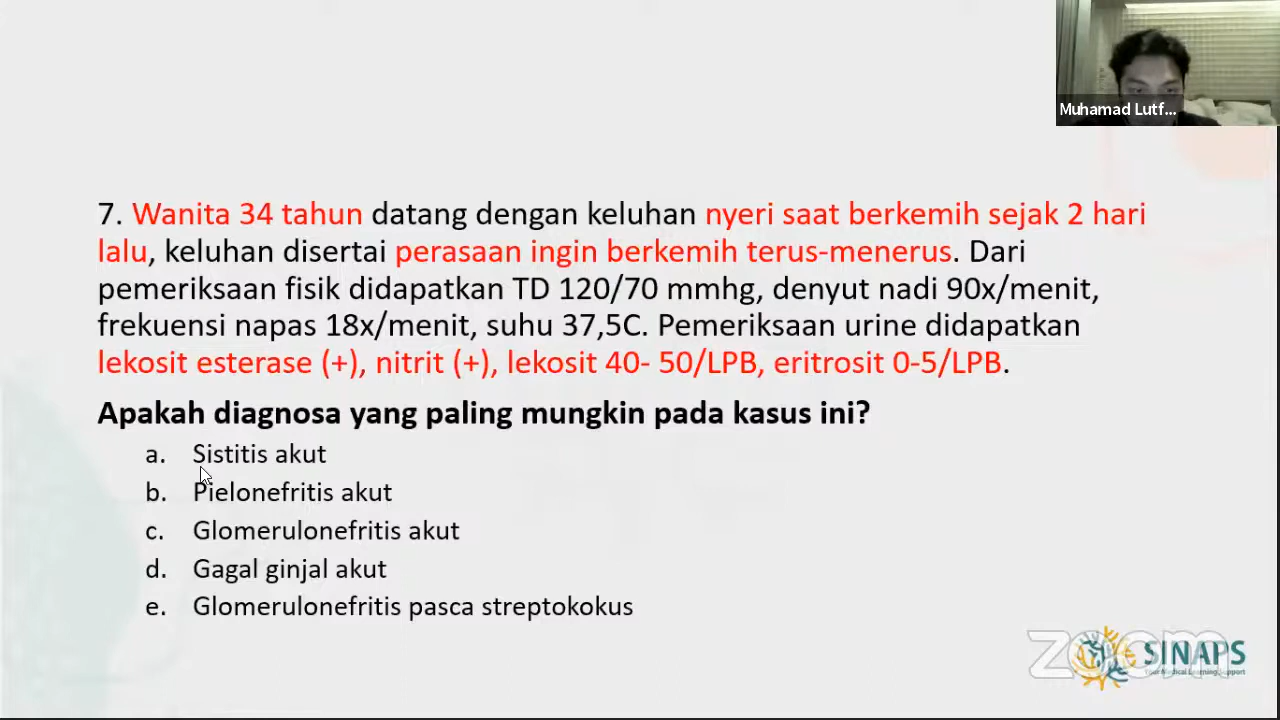 Muhamad Lutf...
7. Wanita 34 tahun datang dengan keluhan nyeri saat berkemih sejak 2 hari
lalu, keluhan disertai perasaan ingin berkemih terus-menerus. Dari
pemeriksaan fisik didapatkan TD 120/70 mmhg, denyut nadi 90x/menit,
frekuensi napas 18x/menit, suhu 37,5C. Pemeriksaan urine didapatkan
lekosit esterase (+), nitrit (+), lekosit 40- 50/LPB, eritrosit 0-5/LPB.
Apakah diagnosa yang paling mungkin pada kasus ini?
a. Sistitis akut
b. Pielonefritis akut
c. Glomerulonefritis akut
d. Gagal ginjal akut
e. Glomerulonefritis pasca streptokokus
zoom
SINAPS
Your Medical Learning Support